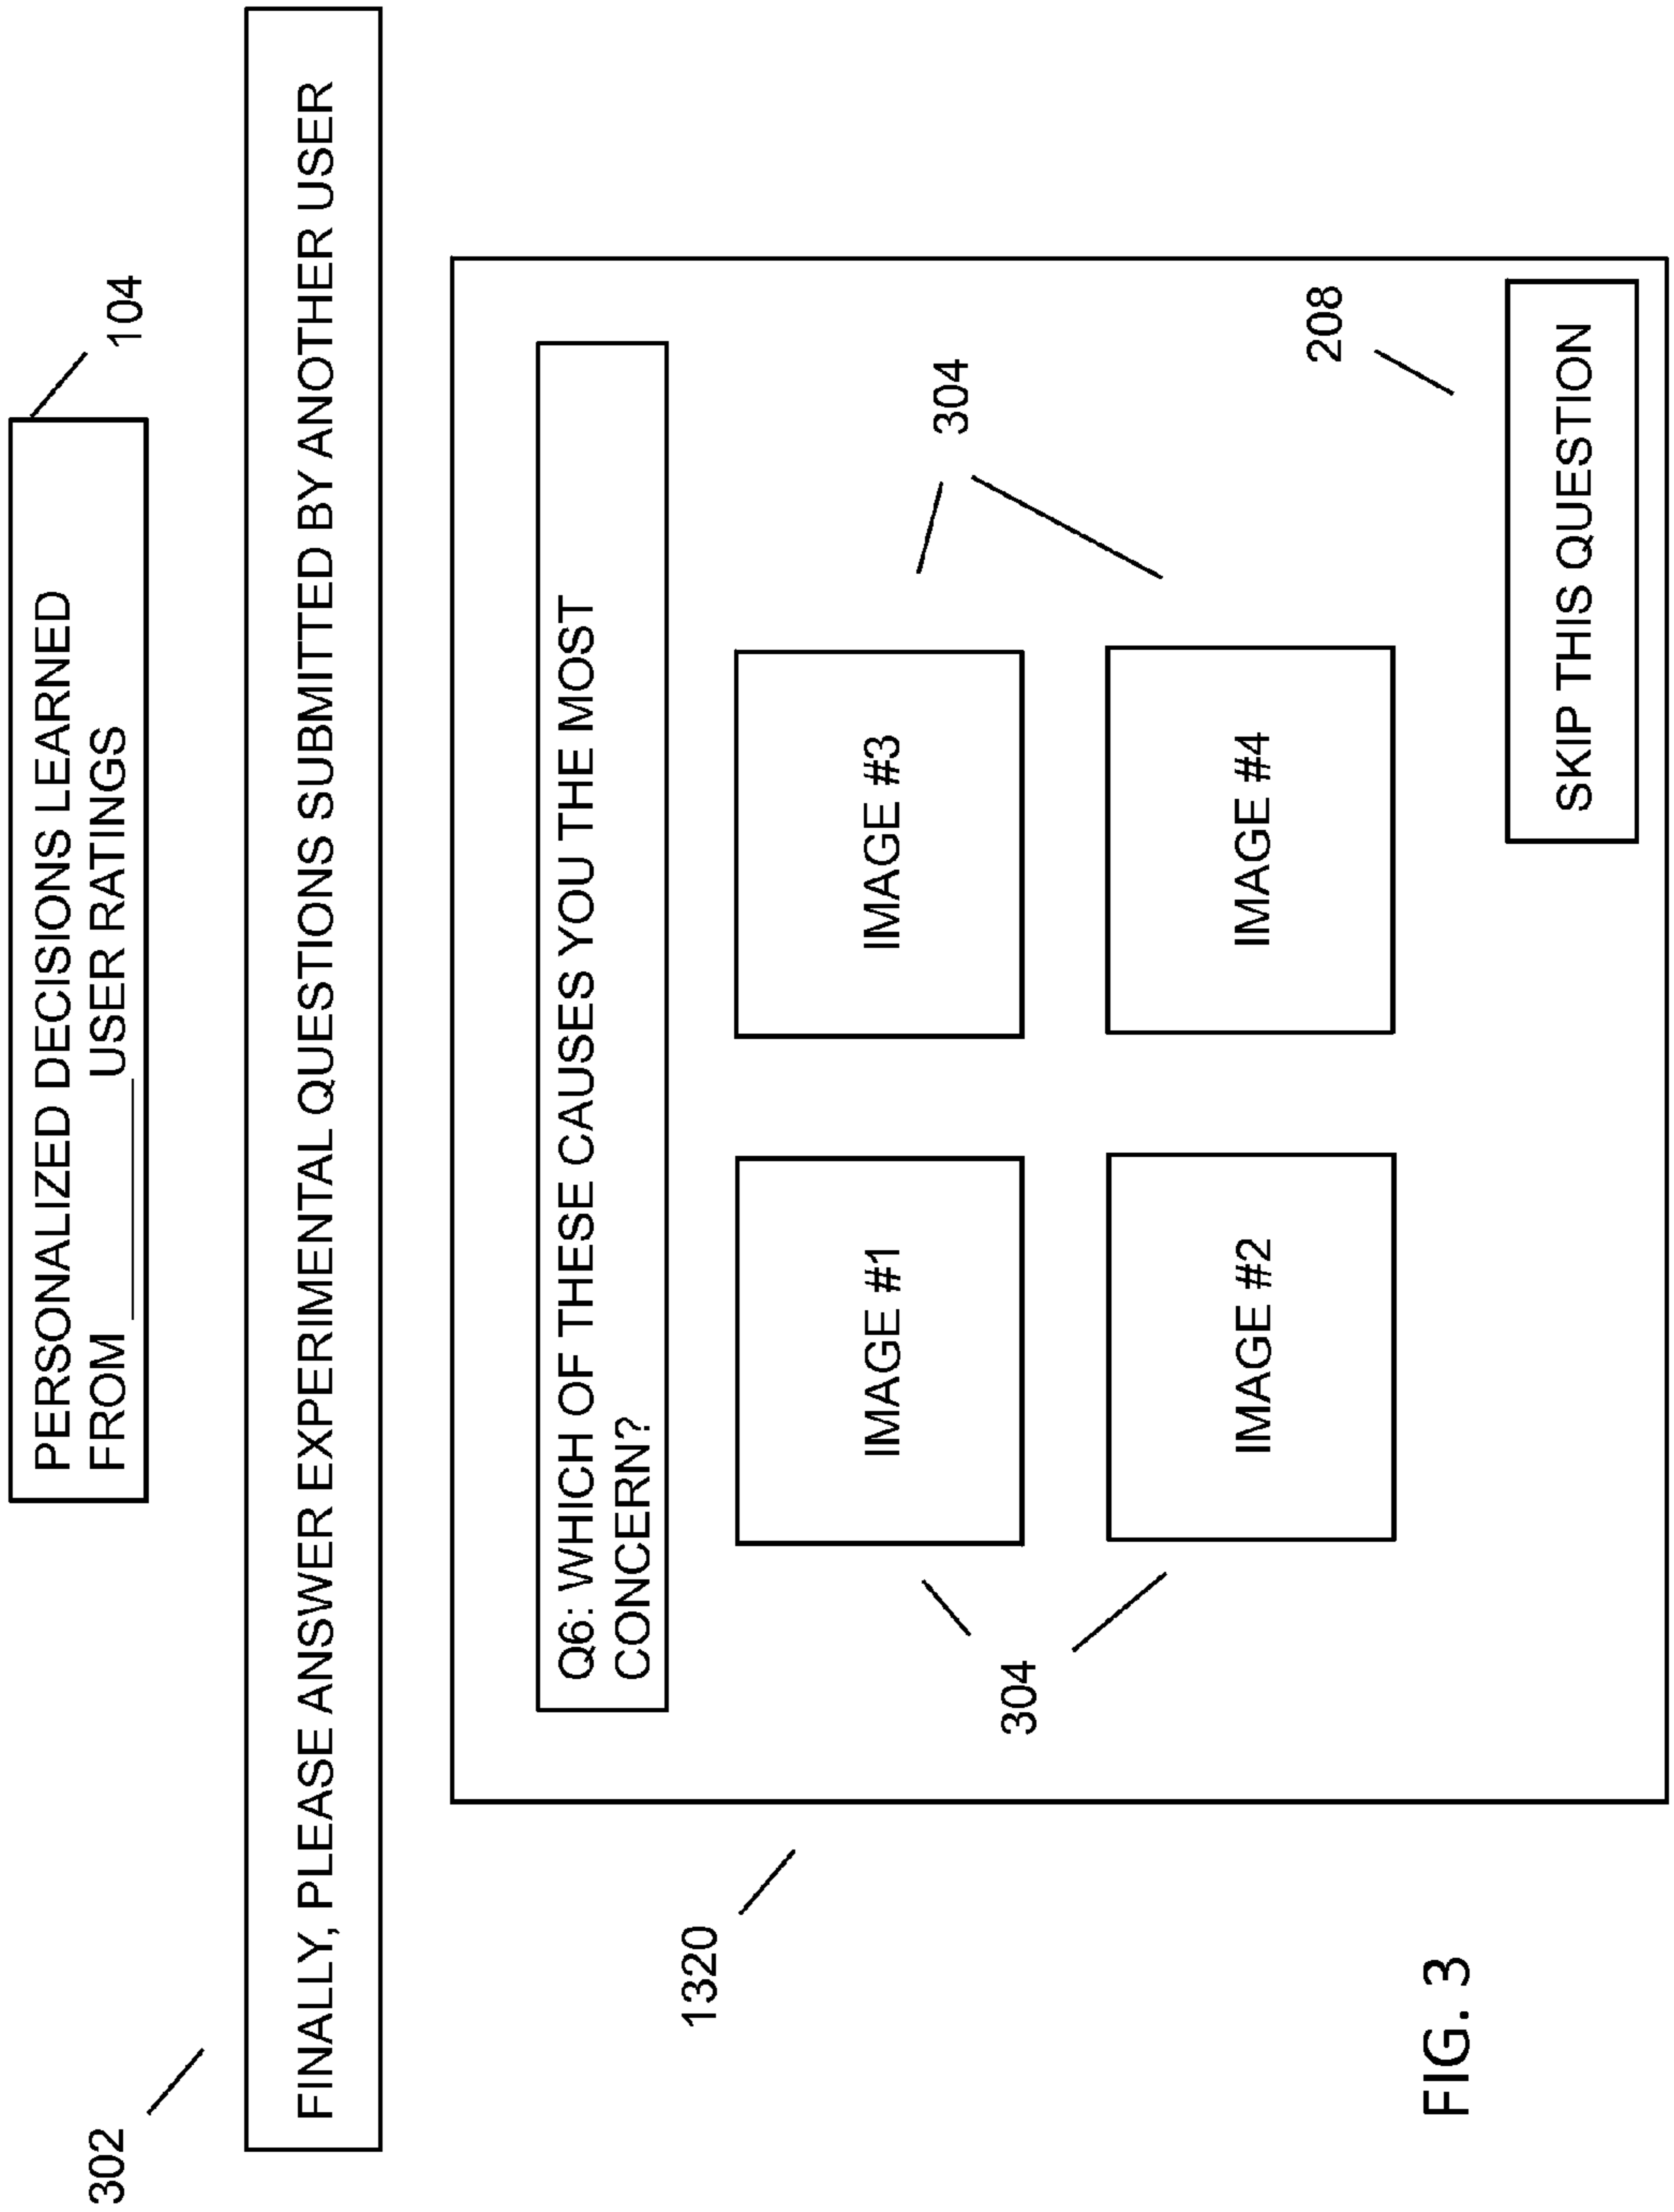 PERSONALIZED DECISIONS LEARNED
FROM __________ USER RATINGS
104
302
FINALLY, PLEASE ANSWER EXPERIMENTAL QUESTIONS SUBMITTED BY ANOTHER USER
1320
Q6: WHICH OF THESE CAUSES YOU THE MOST
CONCERN?
IMAGE #1
IMAGE #3
304
304
IMAGE #2
IMAGE #4
208
SKIP THIS QUESTION
FIG. 3